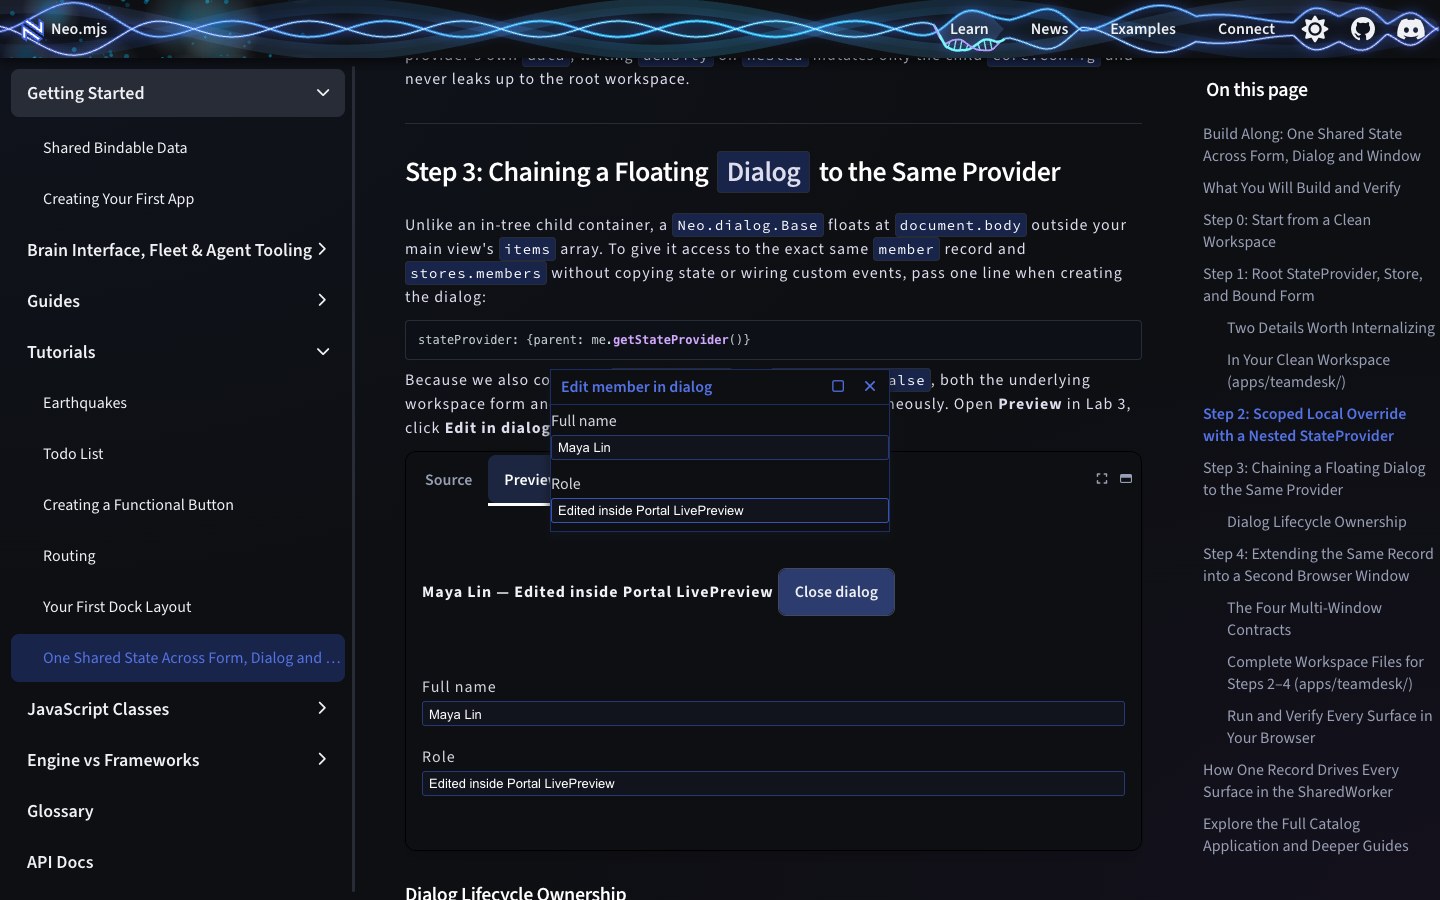 Neo.mjs
Learn
News
Examples
Connect
Getting Started
Shared Bindable Data
Creating Your First App
Brain Interface, Fleet & Agent Tooling
Guides
Tutorials
Earthquakes
Todo List
Creating a Functional Button
Routing
Your First Dock Layout
One Shared State Across Form, Dialog and ...
JavaScript Classes
Engine vs Frameworks
Glossary
API Docs
provider's own data, writing density on nested mutates only the child and
never leaks up to the root workspace.
Step 3: Chaining a Floating Dialog to the Same Provider
Unlike an in-tree child container, a Neo.dialog.Base floats at document.body outside your
main view's items array. To give it access to the exact same member record and
stores.members without copying state or wiring custom events, pass one line when creating
the dialog:
stateProvider: {parent: me.getStateProvider()}
Because we also co alse, both the underlying
workspace form an neously. Open Preview in Lab 3,
click Edit in dialog
Edit member in dialog
Full name
Maya Lin
Role
Edited inside Portal LivePreview
Source
Preview
Maya Lin — Edited inside Portal LivePreview
Close dialog
Full name
Maya Lin
Role
Edited inside Portal LivePreview
Dialog Lifecycle Ownership
On this page
Build Along: One Shared State
Across Form, Dialog and Window
What You Will Build and Verify
Step 0: Start from a Clean
Workspace
Step 1: Root StateProvider, Store,
and Bound Form
Two Details Worth Internalizing
In Your Clean Workspace
(apps/teamdesk/)
Step 2: Scoped Local Override
with a Nested StateProvider
Step 3: Chaining a Floating Dialog
to the Same Provider
Dialog Lifecycle Ownership
Step 4: Extending the Same Record
into a Second Browser Window
The Four Multi-Window
Contracts
Complete Workspace Files for
Steps 2–4 (apps/teamdesk/)
Run and Verify Every Surface in
Your Browser
How One Record Drives Every
Surface in the SharedWorker
Explore the Full Catalog
Application and Deeper Guides